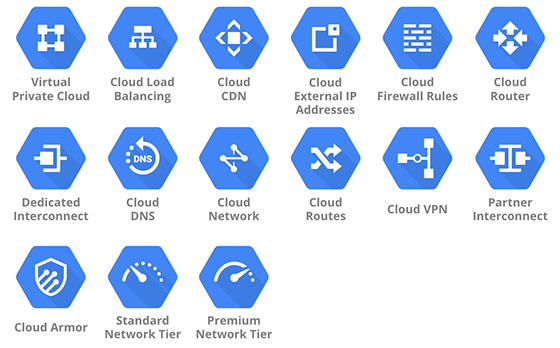 Virtual
Private Cloud
Cloud Load
Balancing
Cloud
CDN
Cloud
External IP
Addresses
Cloud
Firewall Rules
Cloud
Router
Dedicated
Interconnect
DNS
Cloud
DNS
Cloud
Network
Cloud
Routes
Cloud VPN
Partner
Interconnect
Cloud Armor
Standard
Network Tier
Premium
Network Tier